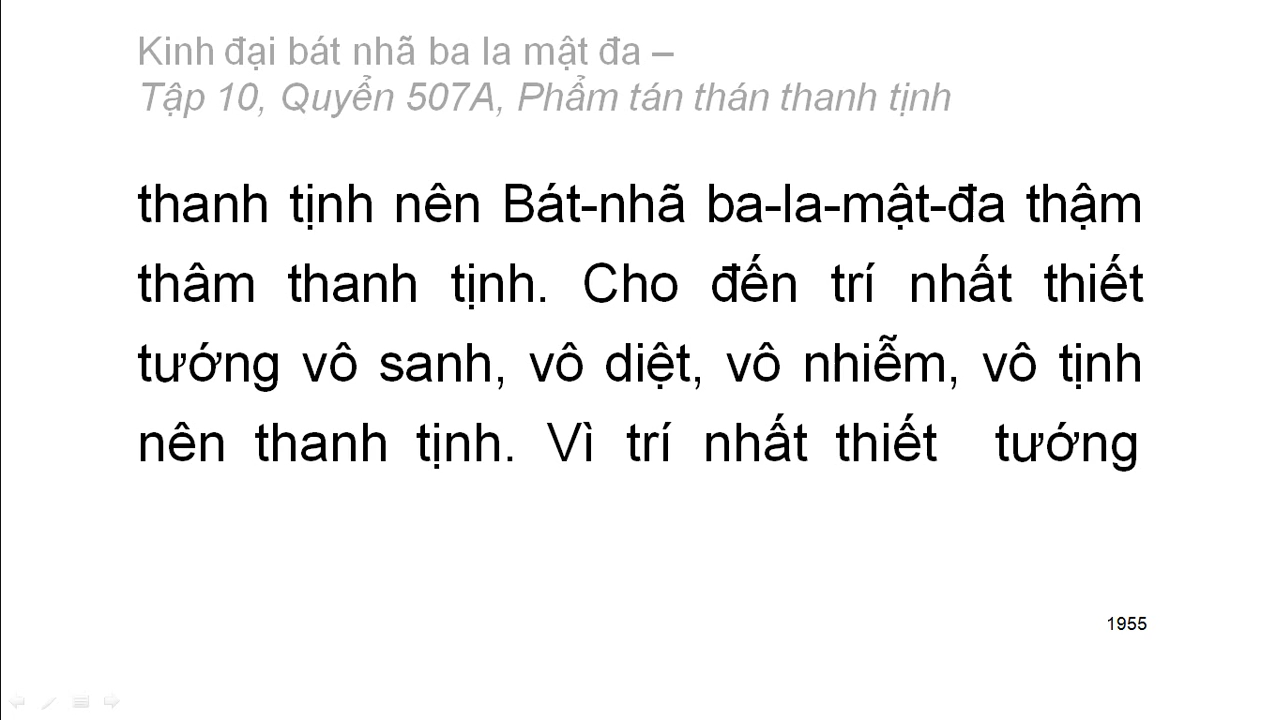 Kinh đại bát nhã ba la mật đa –
Tập 10, Quyển 507A, Phẩm tán thán thanh tịnh
thanh tịnh nên Bát-nhã ba-la-mật-đa thậm
thâm thanh tịnh. Cho đến trí nhất thiết
tướng vô sanh, vô diệt, vô nhiễm, vô tịnh
nên thanh tịnh. Vì trí nhất thiết tướng
1955